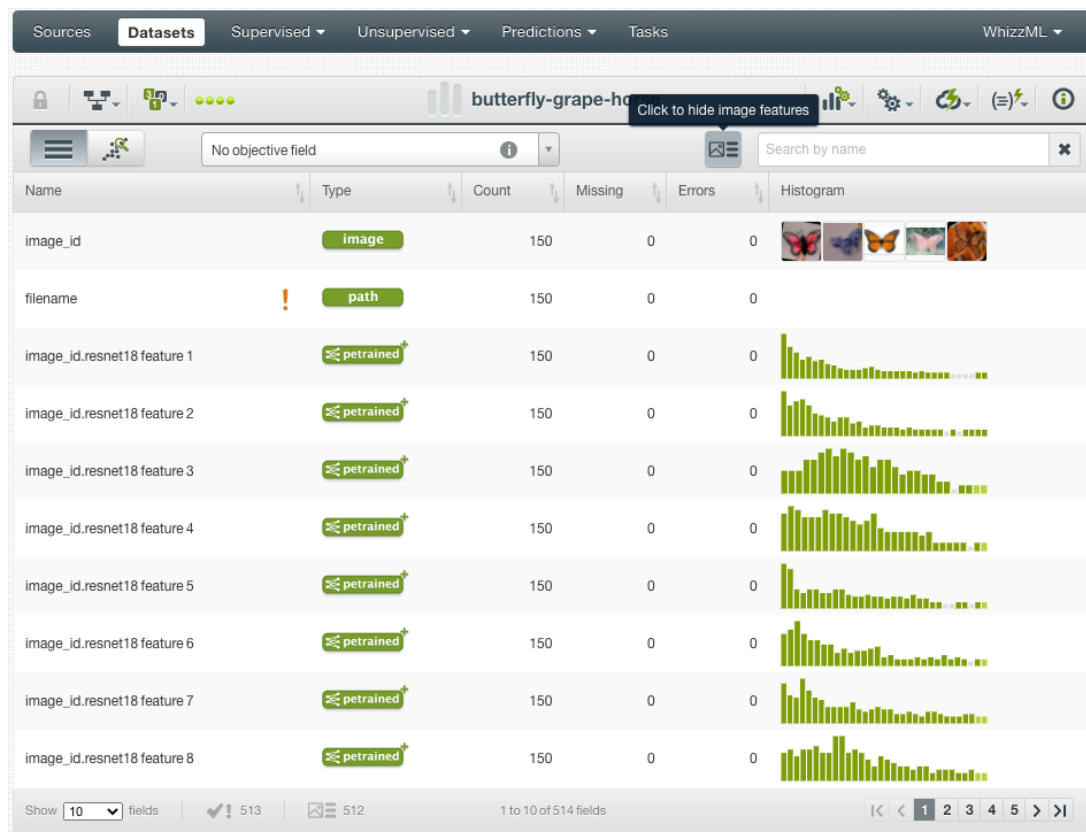 Sources Datasets Supervised Unsupervised Predictions Tasks WhizzML
butterfly-grape-horse
Click to hide image features
No objective field Search by name
Name Type Count Missing Errors Histogram
image_id image 150 0 0
filename ! path 150 0 0
image_id.resnet18 feature 1 petrained 150 0 0
image_id.resnet18 feature 2 petrained 150 0 0
image_id.resnet18 feature 3 petrained 150 0 0
image_id.resnet18 feature 4 petrained 150 0 0
image_id.resnet18 feature 5 petrained 150 0 0
image_id.resnet18 feature 6 petrained 150 0 0
image_id.resnet18 feature 7 petrained 150 0 0
image_id.resnet18 feature 8 petrained 150 0 0
Show 10 fields 513 512 1 to 10 of 514 fields 1 2 3 4 5